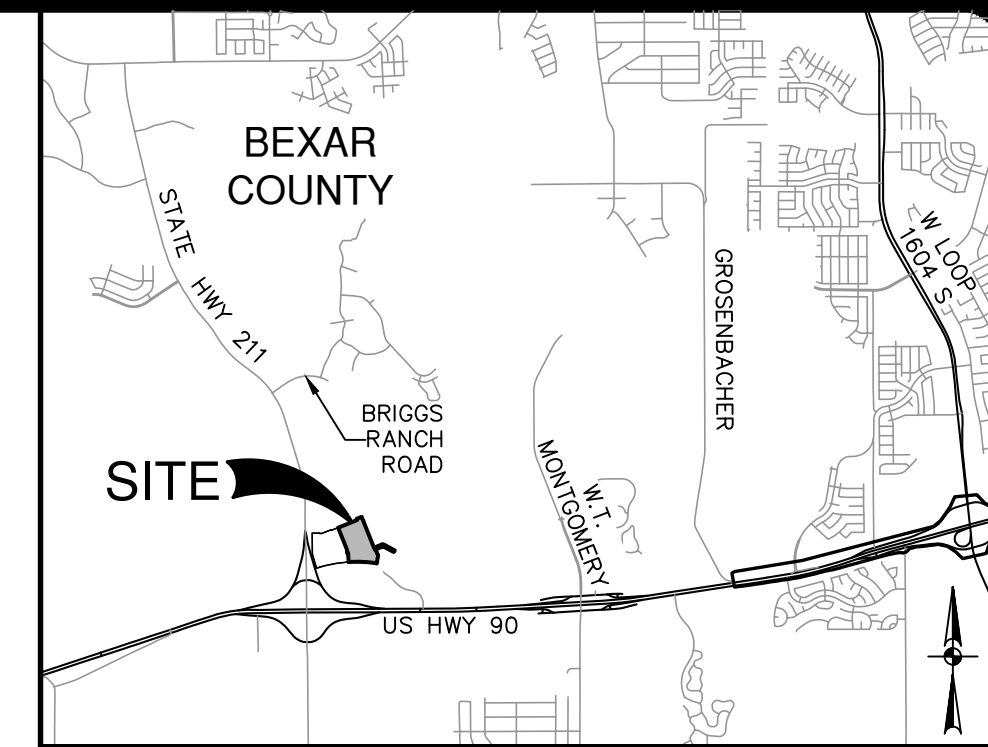 BEXAR
COUNTY
STATE HWY 211
W LOOP
1604 S
GROSENBACHER
BRIGGS
RANCH
ROAD
SITE
W.T.
MONTGOMERY
US HWY 90